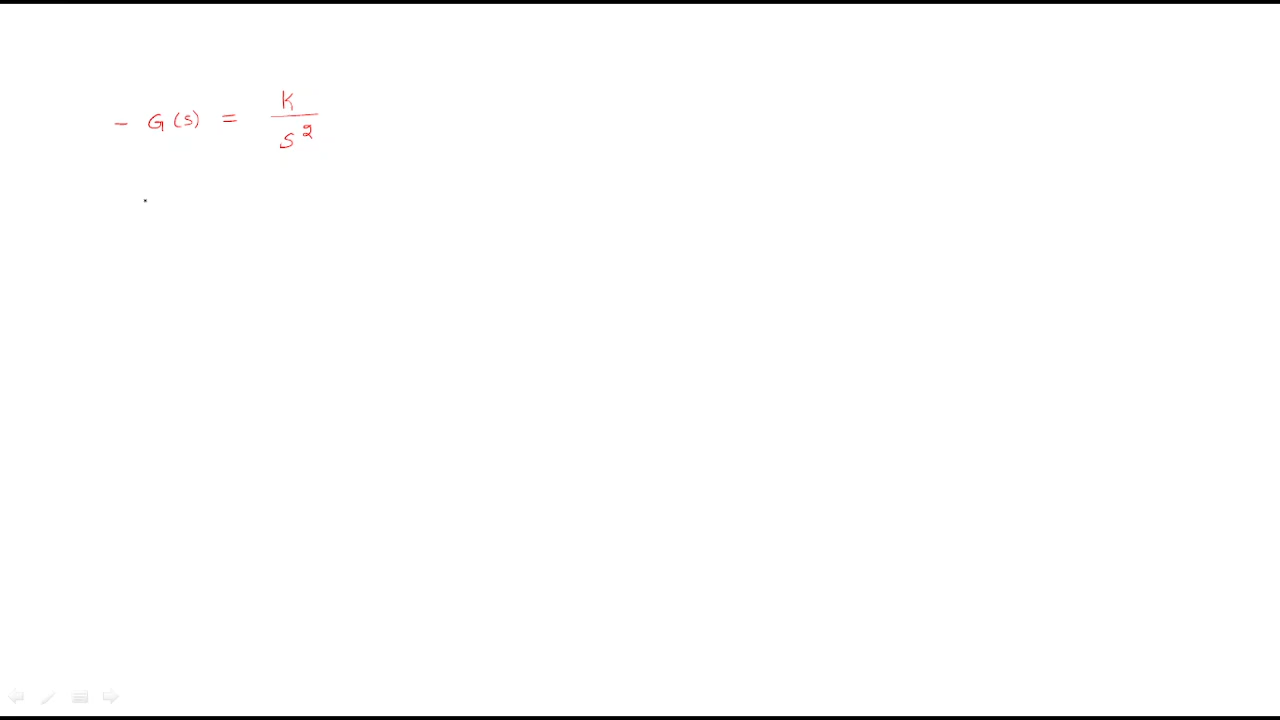 - G(s) = K / s²